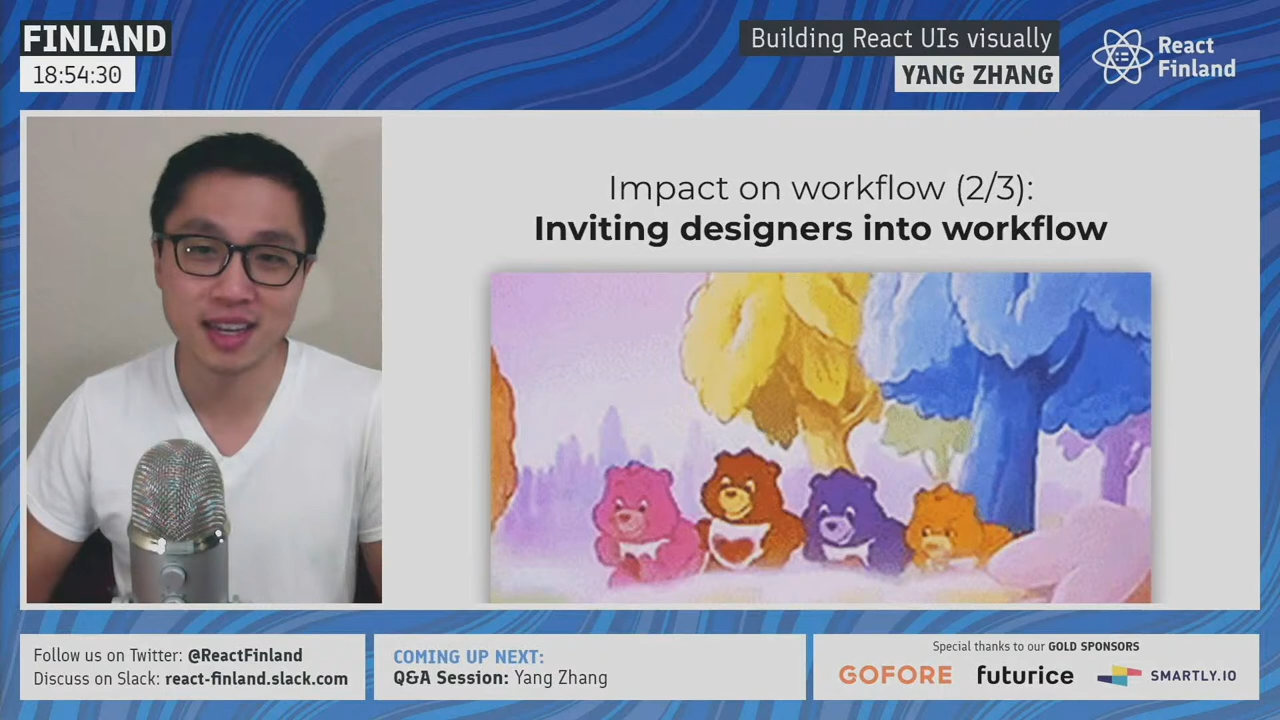 FINLAND
18:54:30
Building React UIs visually
YANG ZHANG
React
Finland
Impact on workflow (2/3):
Inviting designers into workflow
Follow us on Twitter: @ReactFinland
Discuss on Slack: react-finland.slack.com
COMING UP NEXT:
Q&A Session: Yang Zhang
Special thanks to our GOLD SPONSORS
GOFORE futurice SMARTLY.IO